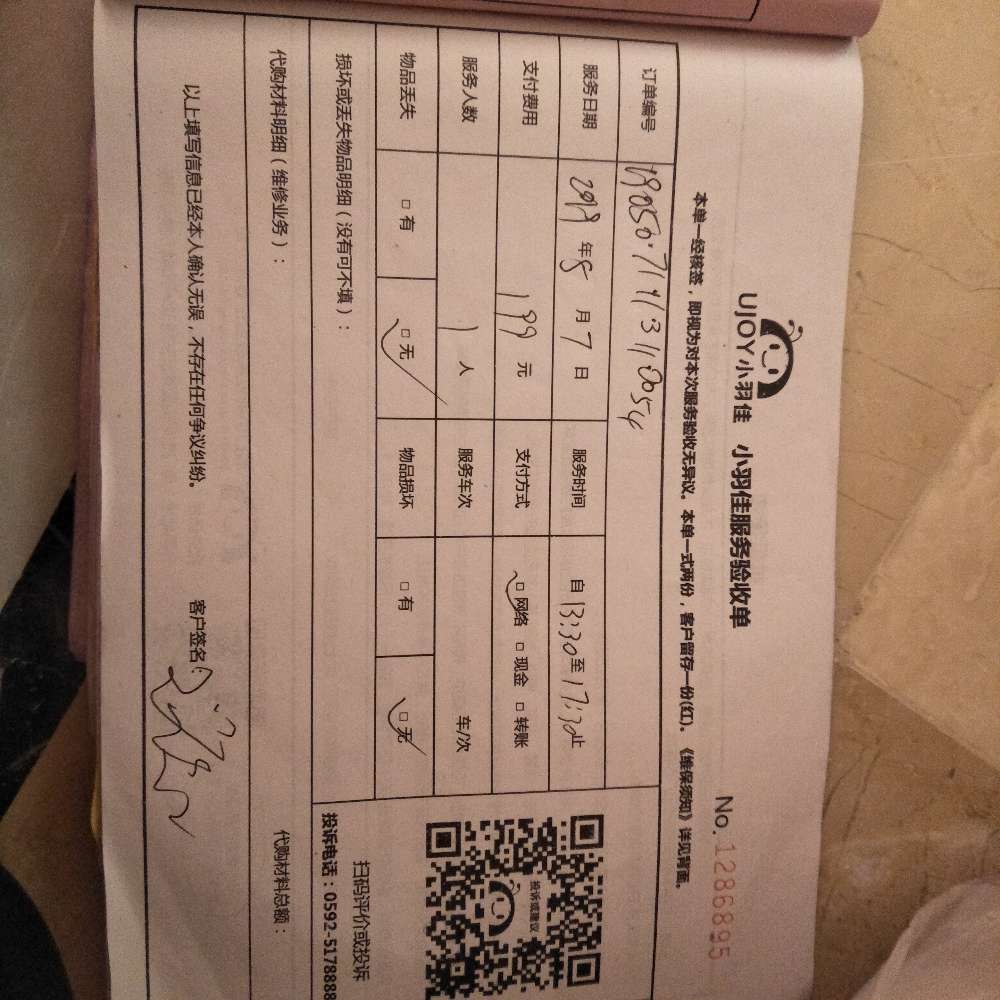 UJOY小羽佳 小羽佳服务验收单
No.1286895
本单一经核签，即视为对本次服务验收无异议。本单一式两份，客户留存一份(红)。《维保须知》详见背面。
订单编号
服务日期 2019 年 5 月 7 日 服务时间 自 13:30 至 17:30 止
支付费用 199 元 支付方式 □ 网络 □ 现金 □ 转账
服务人数 1 人 服务车次 车/次
物品丢失 □ 有 □ 无 物品损坏 □ 有 □ 无
损坏或丢失物品明细（没有可不填）：
投诉或建议
扫码评价或投诉
投诉电话：0592-5178888
代购材料明细（维修业务）： 代购材料总额：
以上填写信息已经本人确认无误，不存在任何争议纠纷。 客户签名：